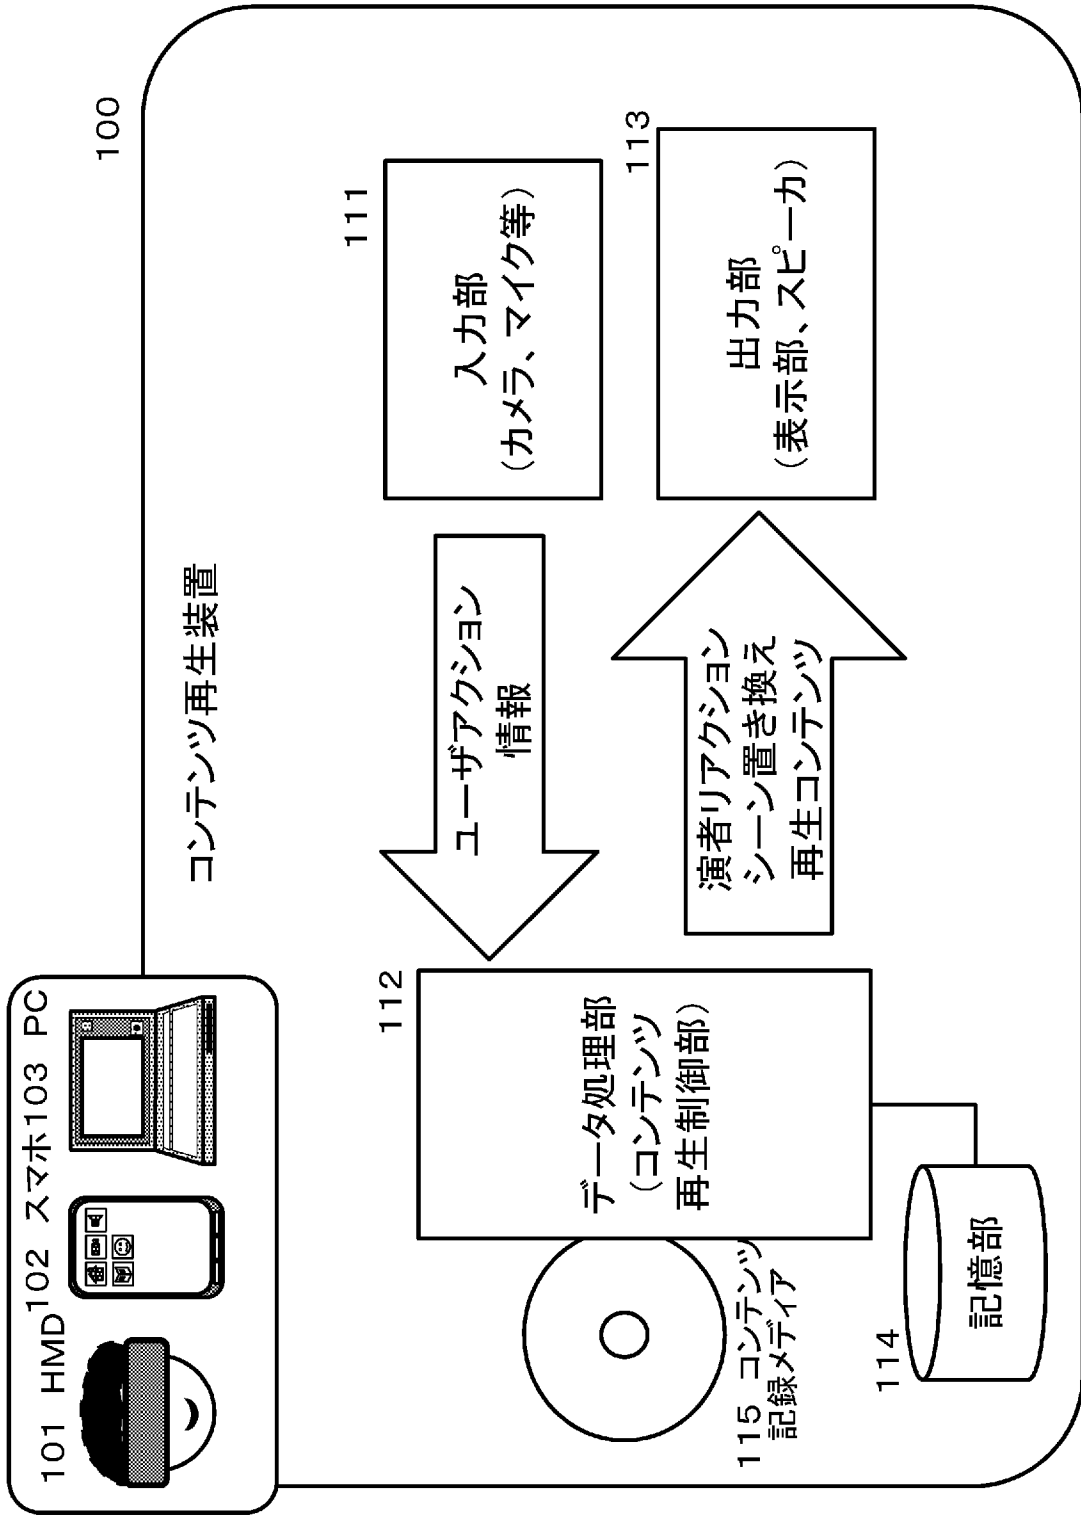 101 HMD
102 スマホ
103 PC
コンテンツ再生装置
100
112
データ処理部
(コンテンツ
再生制御部)
ユーザアクション
情報
111
入力部
(カメラ、マイク等)
演者リアクション
シーン置き換え
再生コンテンツ
113
出力部
(表示部、スピーカ)
115 コンテンツ
記録メディア
114
記憶部